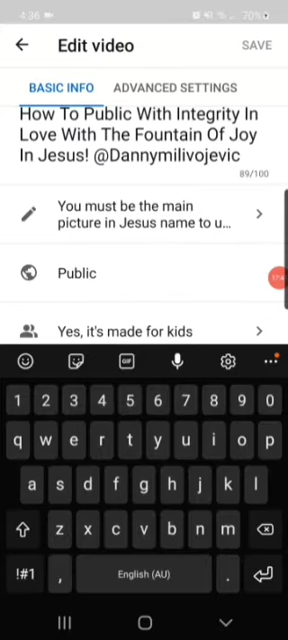 4:36 70%
Edit video SAVE
BASIC INFO ADVANCED SETTINGS
How To Public With Integrity In
Love With The Fountain Of Joy
In Jesus! @Dannymilivojevic
89/100
You must be the main
picture in Jesus name to u...
Public
Yes, it's made for kids
GIF
1 2 3 4 5 6 7 8 9 0
q w e r t y u i o p
a s d f g h j k l
z x c v b n m
!#1 , English (AU) .